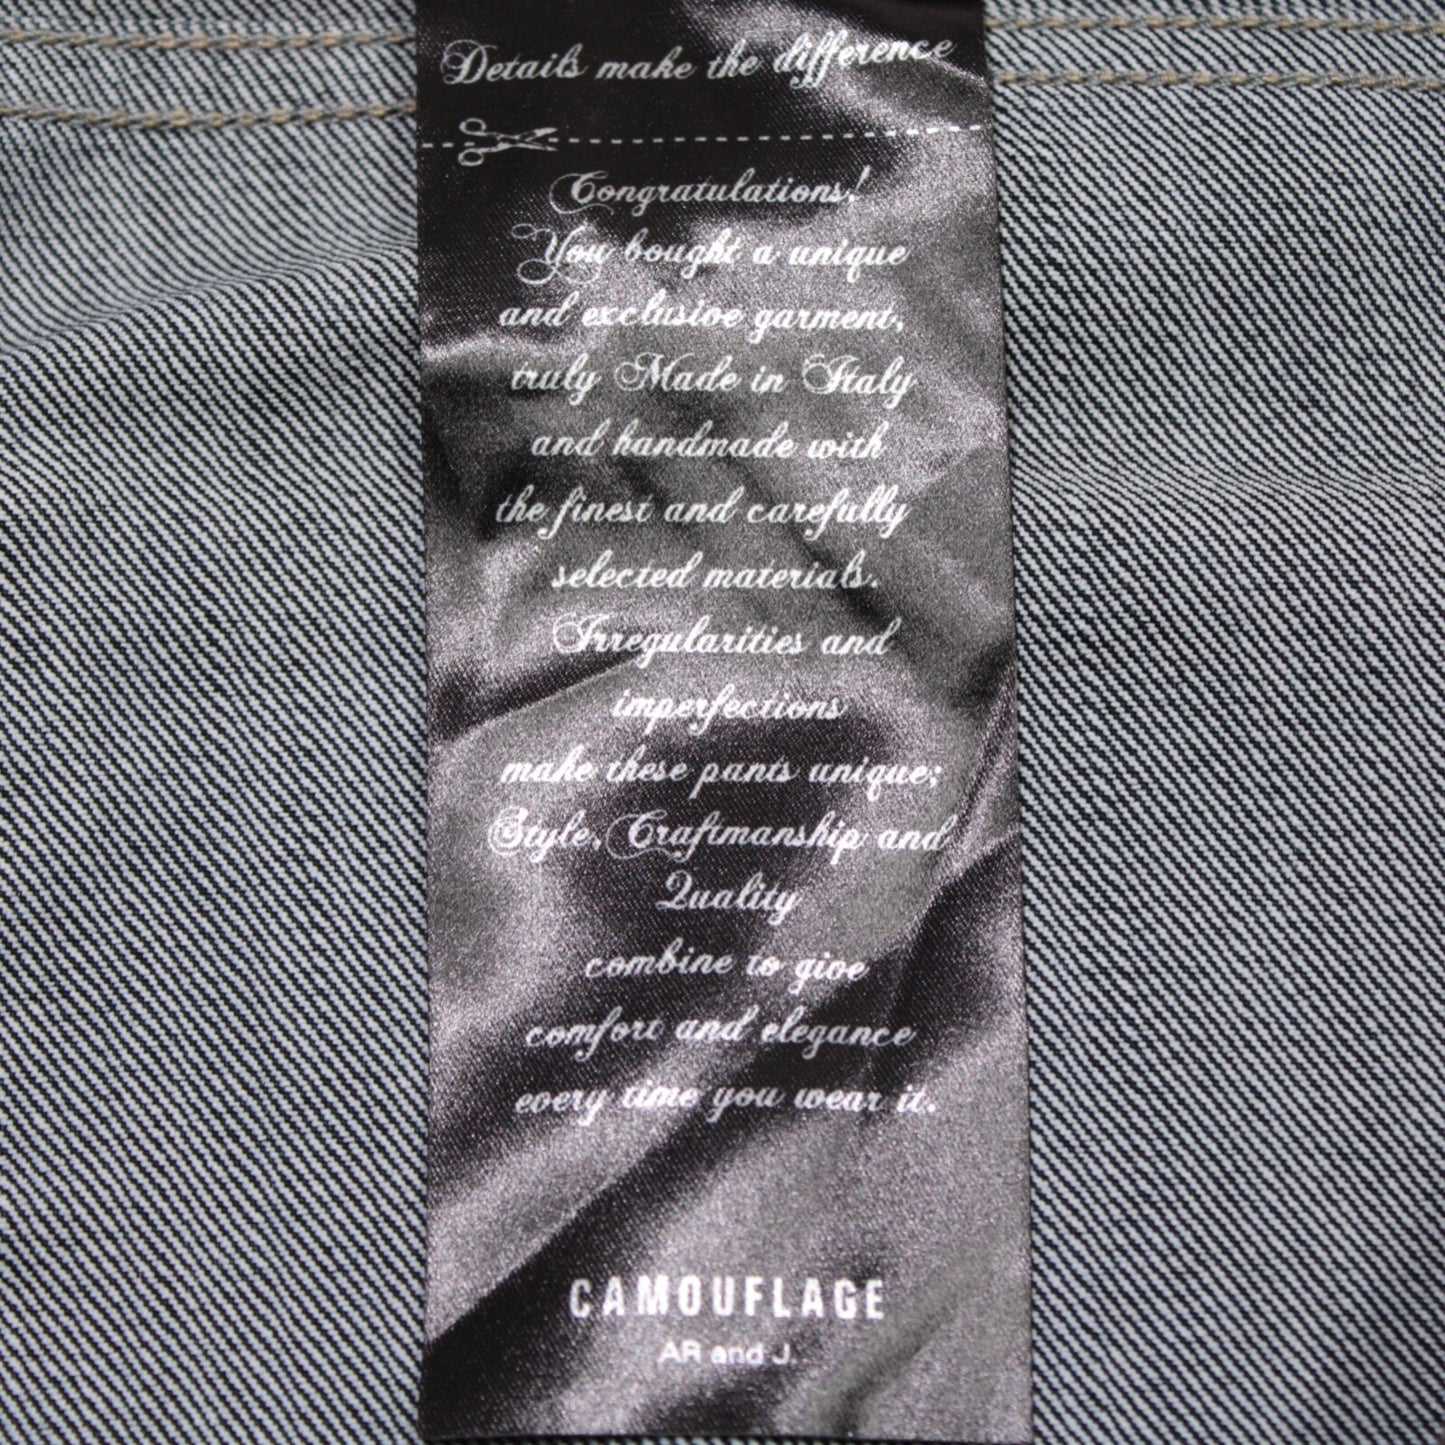 Details make the difference
Congratulations!
You bought a unique
and exclusive garment,
truly Made in Italy
and handmade with
the finest and carefully
selected materials.
Irregularities and
imperfections
make these pants unique;
Style, Craftmanship and
Quality
combine to give
comfort and elegance
every time you wear it.
CAMOUFLAGE
AR and J.